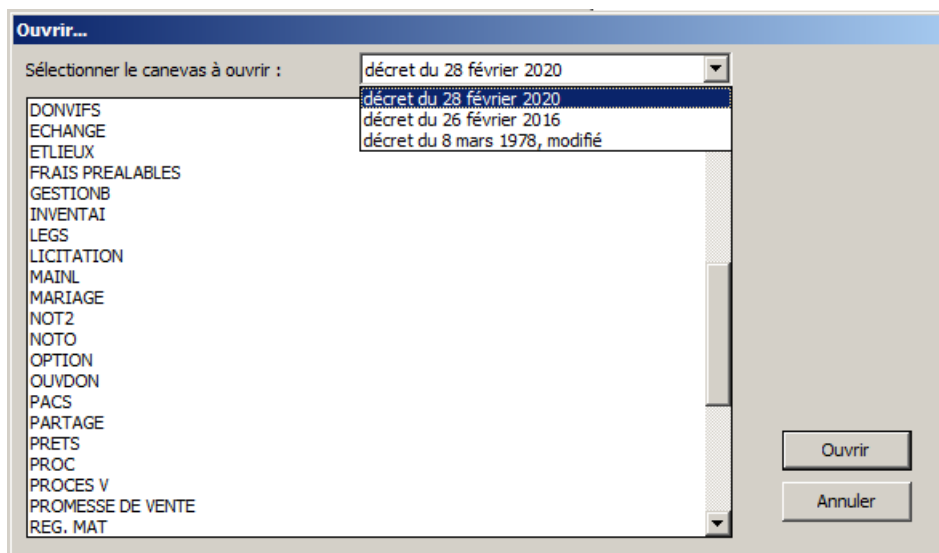 Ouvrir...
Sélectionner le canevas à ouvrir :
décret du 28 février 2020
décret du 28 février 2020
décret du 26 février 2016
décret du 8 mars 1978, modifié
DONVIFS
ECHANGE
ETLIEUX
FRAIS PREALABLES
GESTIONB
INVENTAI
LEGS
LICITATION
MAINL
MARIAGE
NOT2
NOTO
OPTION
OUVDON
PACS
PARTAGE
PRETS
PROC
PROCES V
PROMESSE DE VENTE
REG. MAT
Ouvrir
Annuler